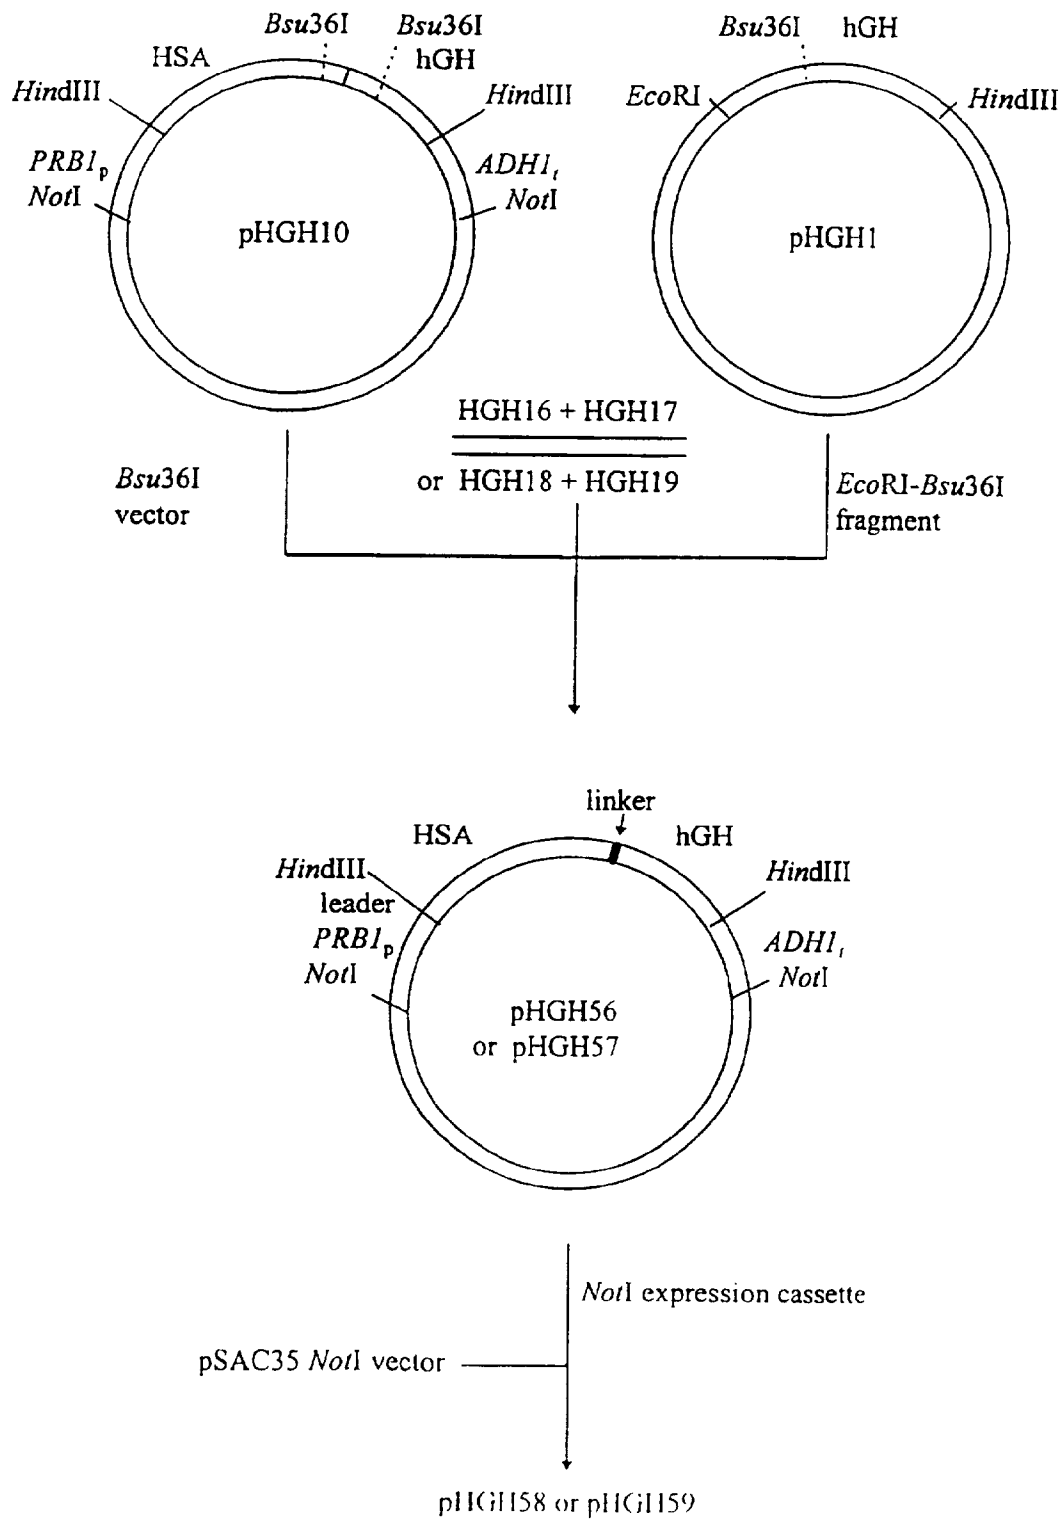 Bsu36I
Bsu36I
HSA
hGH
HindIII
HindIII
PRB1p
ADH1t
NotI
NotI
pHGH10
Bsu36I
hGH
EcoRI
HindIII
pHGH1
HGH16 + HGH17
or HGH18 + HGH19
Bsu36I
vector
EcoRI-Bsu36I
fragment
linker
HSA
hGH
HindIII
HindIII
leader
PRB1p
ADH1t
NotI
NotI
pHGH56
or pHGH57
NotI expression cassette
pSAC35 NotI vector
pHGH58 or pHGH59